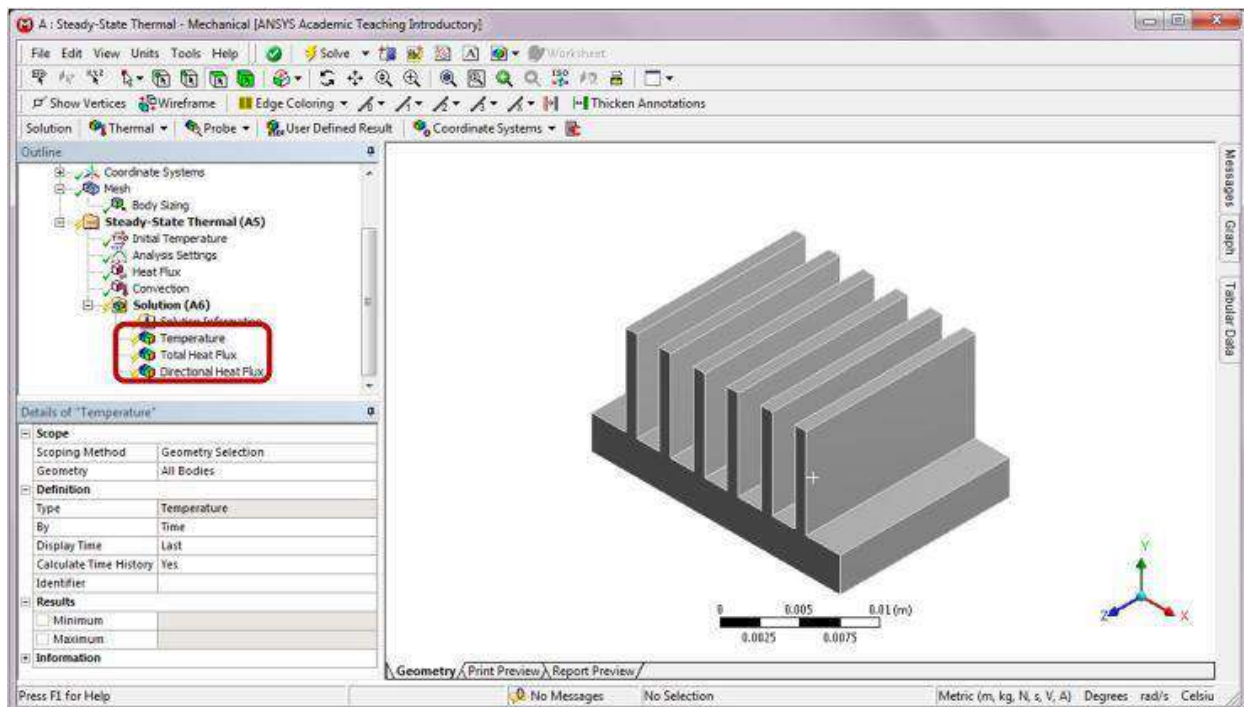 A : Steady-State Thermal - Mechanical [ANSYS Academic Teaching Introductory]
File Edit View Units Tools Help Solve Worksheet
Show Vertices Wireframe Edge Coloring Thicken Annotations
Solution Thermal Probe User Defined Result Coordinate Systems
Outline
Coordinate Systems
Mesh
Body Sizing
Steady-State Thermal (A5)
Initial Temperature
Analysis Settings
Heat Flux
Convection
Solution (A6)
Solution Information
Temperature
Total Heat Flux
Directional Heat Flux
Details of "Temperature"
Scope
Scoping Method Geometry Selection
Geometry All Bodies
Definition
Type Temperature
By Time
Display Time Last
Calculate Time History Yes
Identifier
Results
Minimum
Maximum
Information
Messages
Graph
Tabular Data
Y
Z
X
0 0.005 0.01 (m)
0.0025 0.0075
Geometry Print Preview Report Preview
Press F1 for Help No Messages No Selection Metric (m, kg, N, s, V, A) Degrees rad/s Celsiu